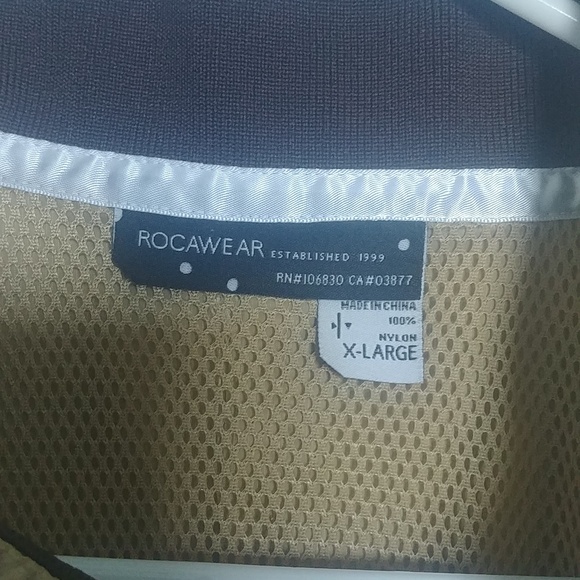 ROCAWEAR ESTABLISHED 1999
RN#106830 CA#03877
MADE IN CHINA
100%
NYLON
X-LARGE